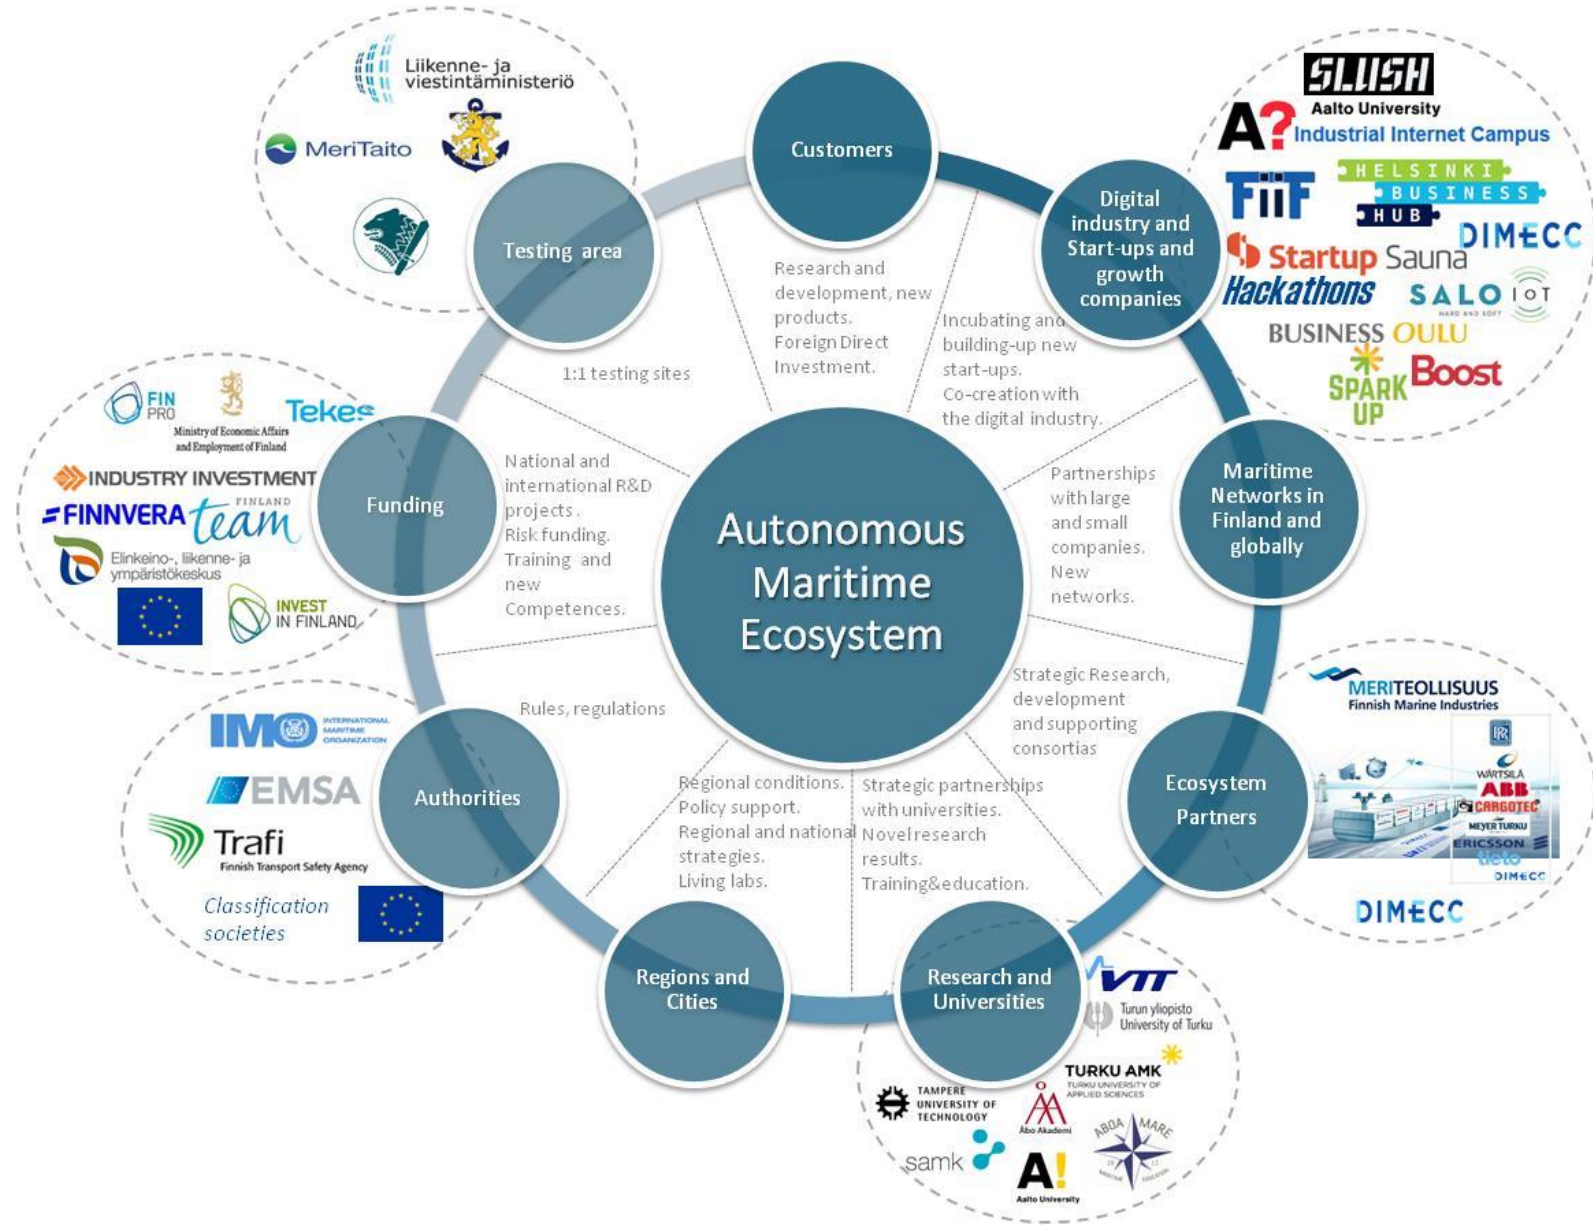 Liikenne- ja
viestintäministeriö
MeriTaito
Testing area
1:1 testing sites
Customers
Research and
development, new
products.
Foreign Direct
Investment.
Digital
industry and
Start-ups and
growth
companies
Incubating and
building-up new
start-ups.
Co-creation with
the digital industry.
SLUSH
Aalto University
A?
Industrial Internet Campus
FiiF
HELSINKI
BUSINESS
HUB
DIMECC
Startup Sauna
Hackathons
SALO IOT
HARD AND SOFT
BUSINESS OULU
SPARK
UP
Boost
Maritime
Networks in
Finland and
globally
Partnerships
with large
and small
companies.
New
networks.
Autonomous
Maritime
Ecosystem
FIN
PRO
Ministry of Economic Affairs
and Employment of Finland
Tekes
INDUSTRY INVESTMENT
FINNVERA
FINLAND
team
Elinkeino-, liikenne- ja
ympäristökeskus
INVEST
IN FINLAND
Funding
National and
international R&D
projects.
Risk funding.
Training and
new
Competences.
IMO
INTERNATIONAL
MARITIME
ORGANIZATION
EMSA
Trafi
Finnish Transport Safety Agency
Classification
societies
Authorities
Rules, regulations
Strategic Research,
development
and supporting
consortias
Ecosystem
Partners
MERITEOLLISUUS
Finnish Marine Industries
RR
WÄRTSILÄ
ABB
CARGOTEC
MEYER TURKU
ERICSSON
tieto
DIMECC
DIMECC
Regional conditions.
Policy support.
Regional and national
strategies.
Living labs.
Regions and
Cities
Strategic partnerships
with universities.
Novel research
results.
Training&education.
Research and
Universities
VTT
Turun yliopisto
University of Turku
TURKU AMK
TURKU UNIVERSITY OF
APPLIED SCIENCES
TAMPERE
UNIVERSITY OF
TECHNOLOGY
Åbo Akademi
ABOA MARE
MARITIME EDUCATION
samk
A!
Aalto University